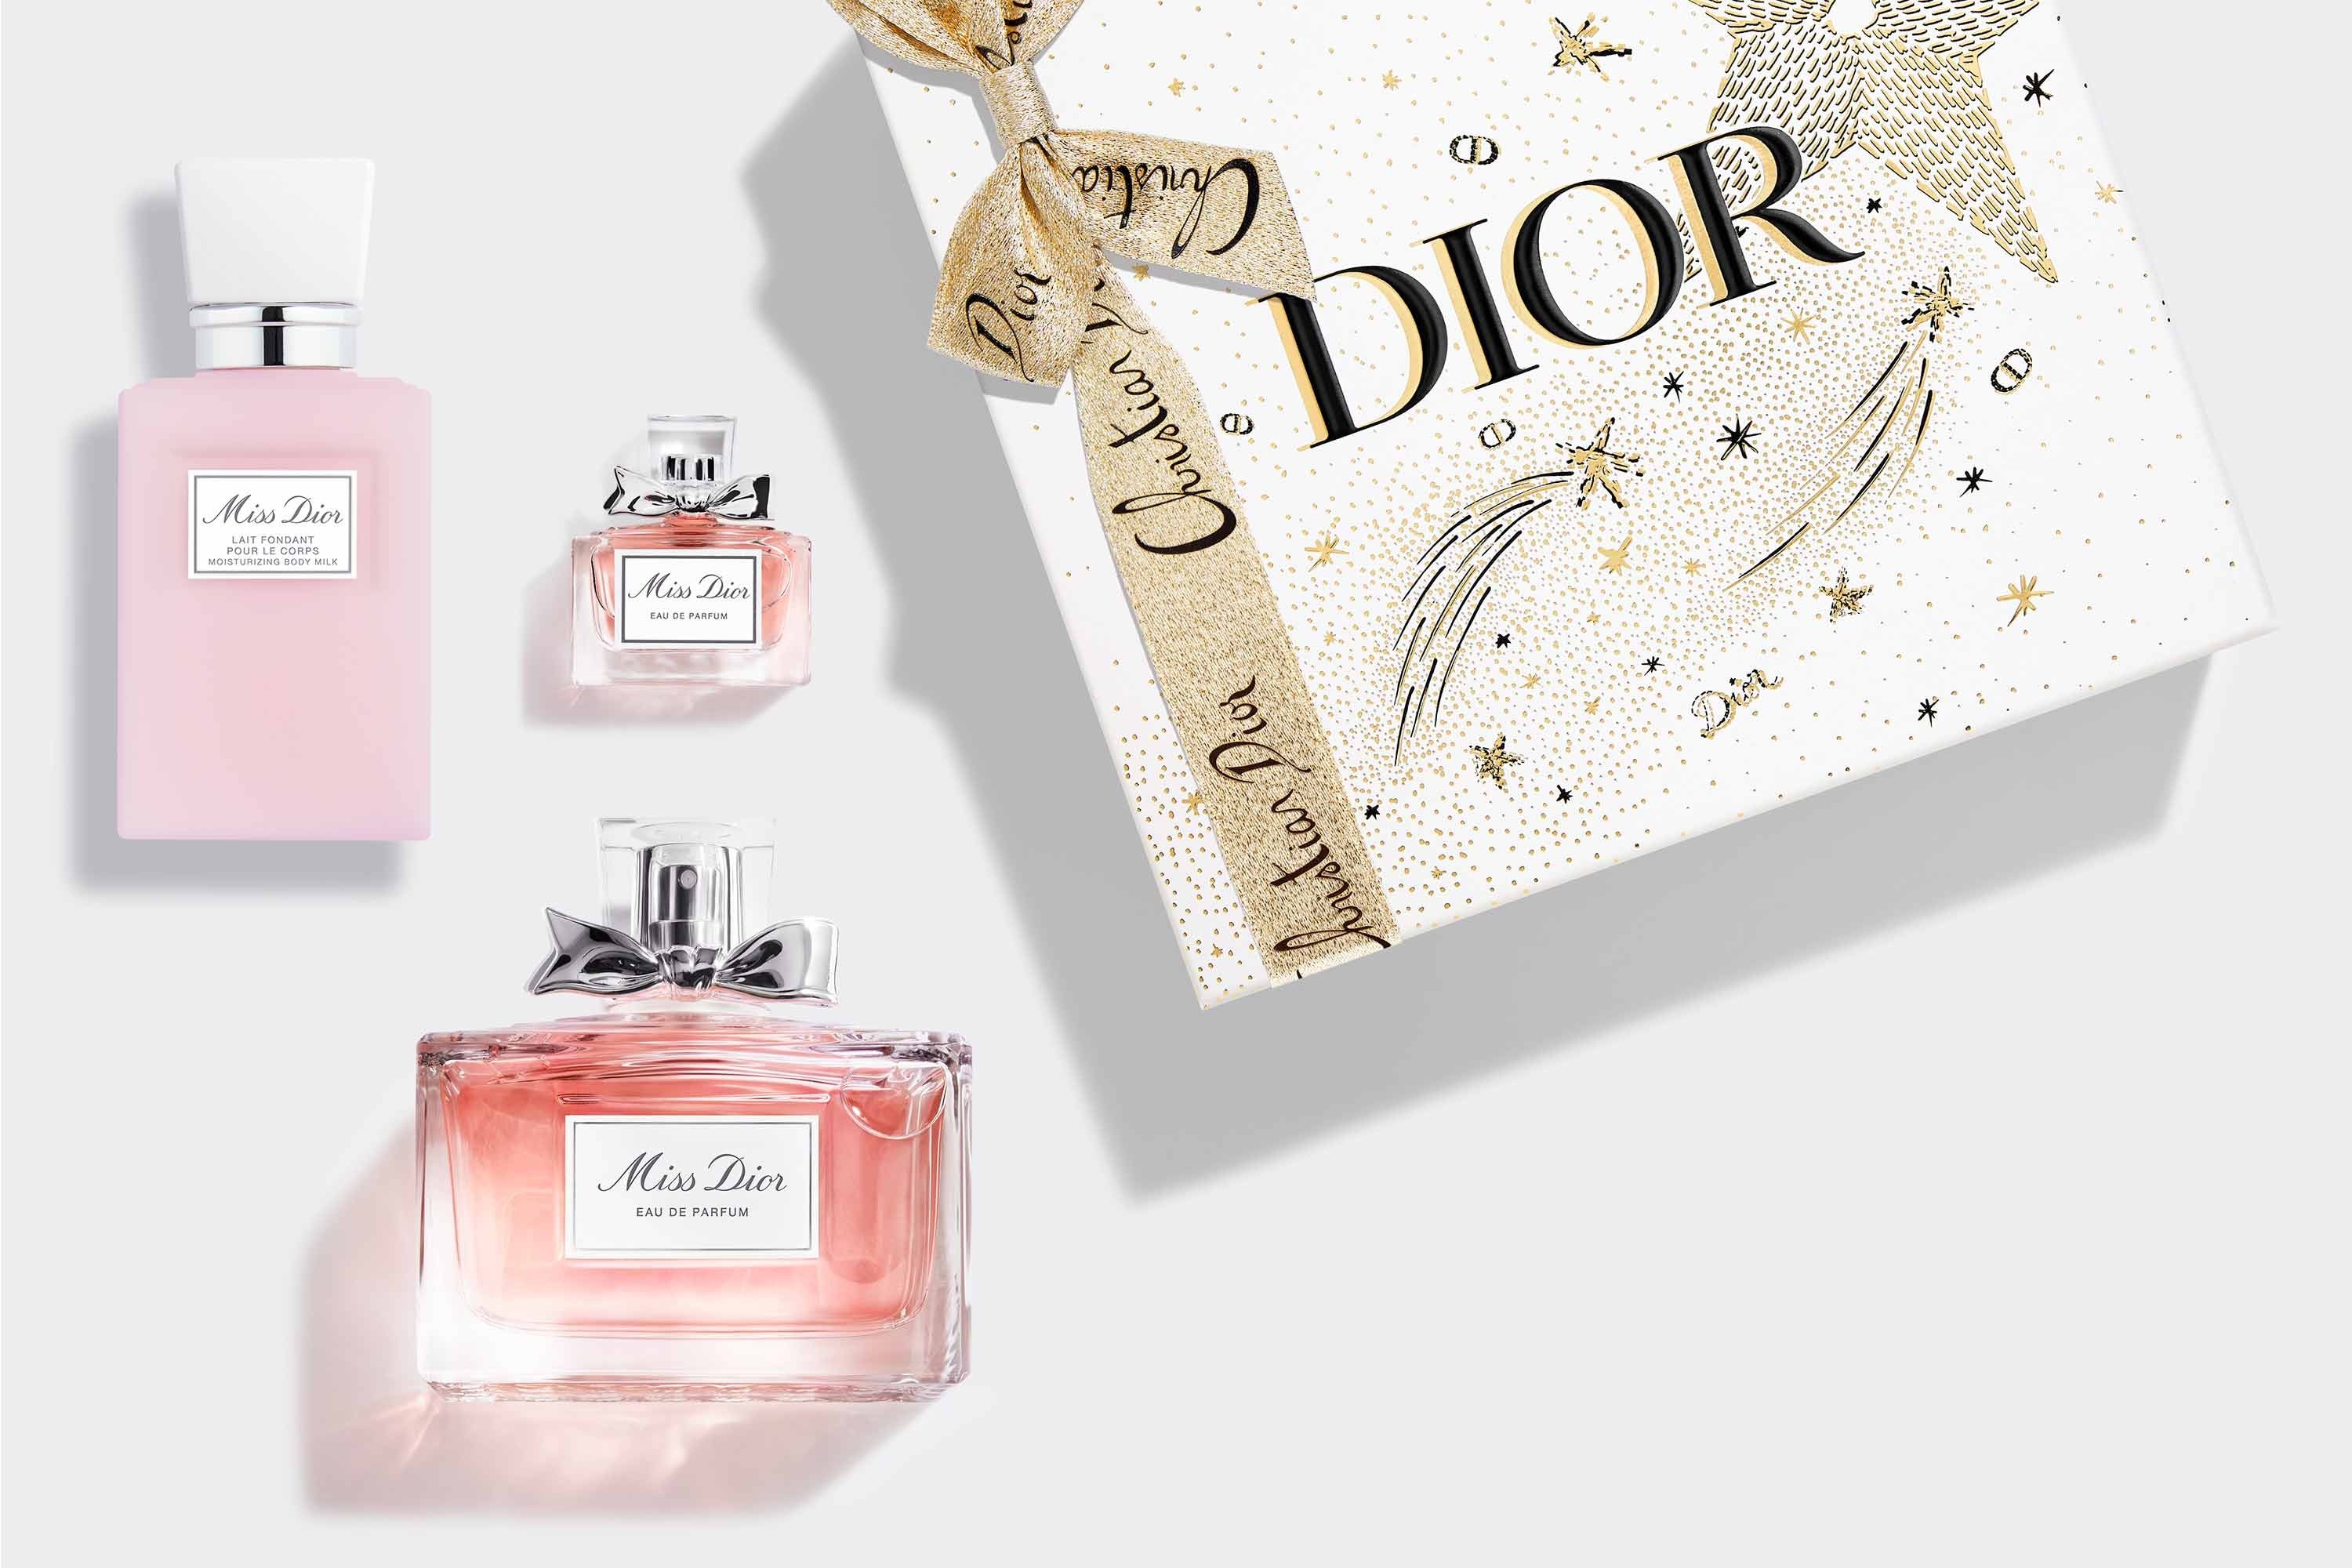 Miss Dior
LAIT FONDANT
POUR LE CORPS
MOISTURIZING BODY MILK
Miss Dior
EAU DE PARFUM
Miss Dior
EAU DE PARFUM
DIOR
Dior
Christian
Dior
Christian Dior
Dior